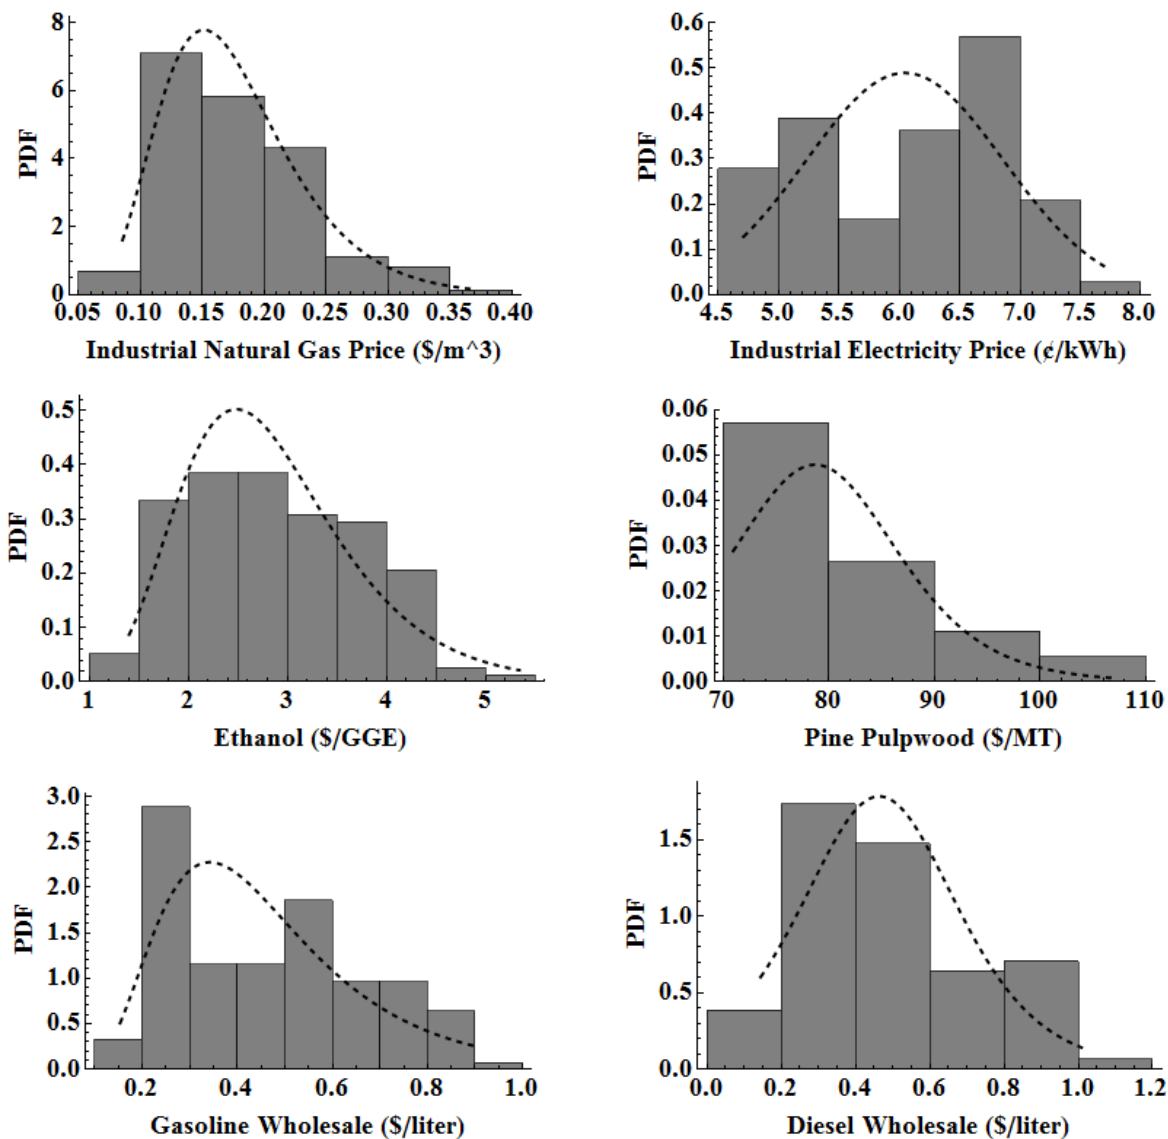 8
6
4
2
0
PDF
0.05 0.10 0.15 0.20 0.25 0.30 0.35 0.40
Industrial Natural Gas Price ($/m^3)
0.6
0.5
0.4
0.3
0.2
0.1
0.0
PDF
4.5 5.0 5.5 6.0 6.5 7.0 7.5 8.0
Industrial Electricity Price (¢/kWh)
0.5
0.4
0.3
0.2
0.1
0.0
PDF
1 2 3 4 5
Ethanol ($/GGE)
0.06
0.05
0.04
0.03
0.02
0.01
0.00
PDF
70 80 90 100 110
Pine Pulpwood ($/MT)
3.0
2.5
2.0
1.5
1.0
0.5
0.0
PDF
0.2 0.4 0.6 0.8 1.0
Gasoline Wholesale ($/liter)
1.5
1.0
0.5
0.0
PDF
0.0 0.2 0.4 0.6 0.8 1.0 1.2
Diesel Wholesale ($/liter)